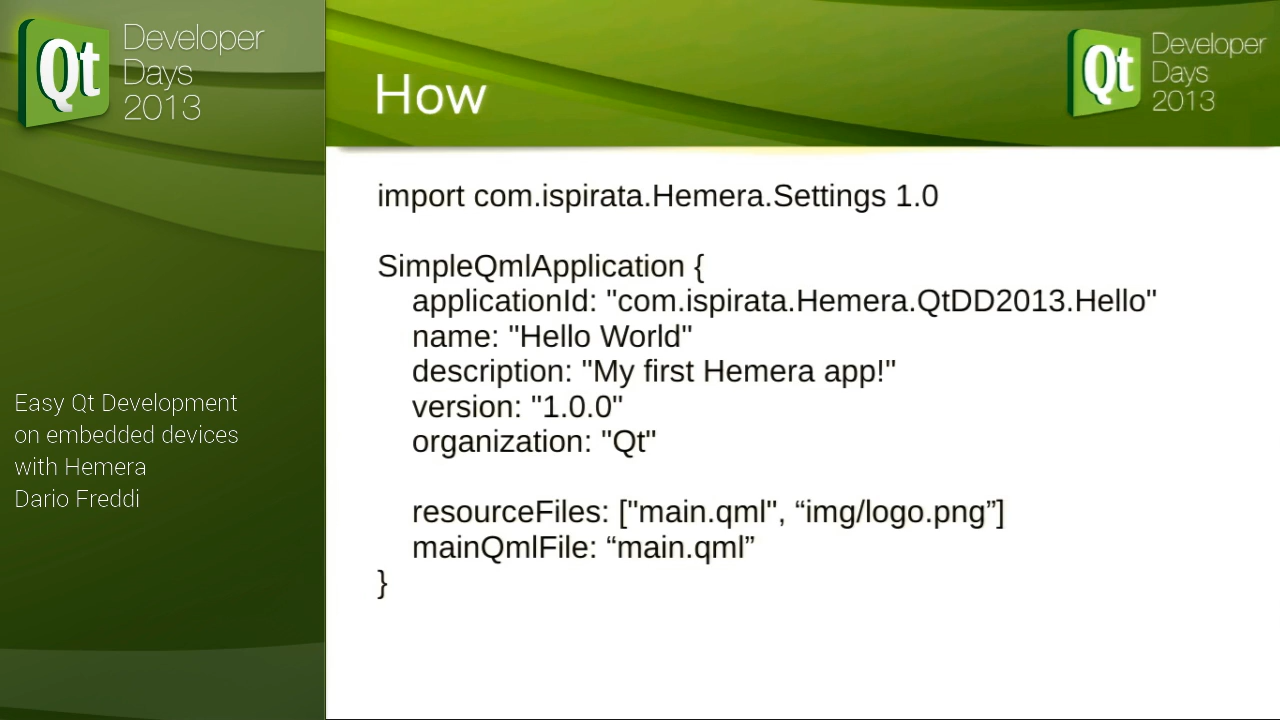 Qt Developer
Days
2013
Easy Qt Development
on embedded devices
with Hemera
Dario Freddi
How
Qt Developer
Days
2013
import com.ispirata.Hemera.Settings 1.0
SimpleQmlApplication {
applicationId: "com.ispirata.Hemera.QtDD2013.Hello"
name: "Hello World"
description: "My first Hemera app!"
version: "1.0.0"
organization: "Qt"
resourceFiles: ["main.qml", “img/logo.png”]
mainQmlFile: “main.qml”
}